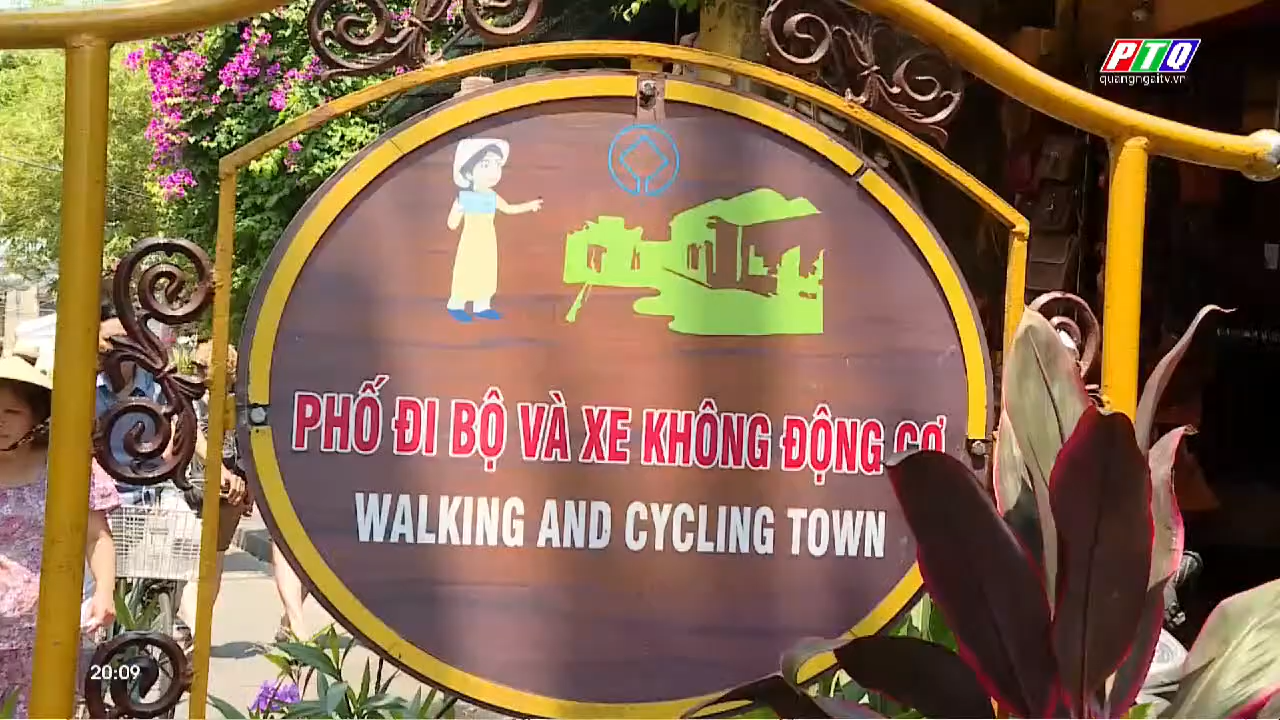 PTQ
quangngaitv.vn
PHỐ ĐI BỘ VÀ XE KHÔNG ĐỘNG CƠ
WALKING AND CYCLING TOWN
20:09